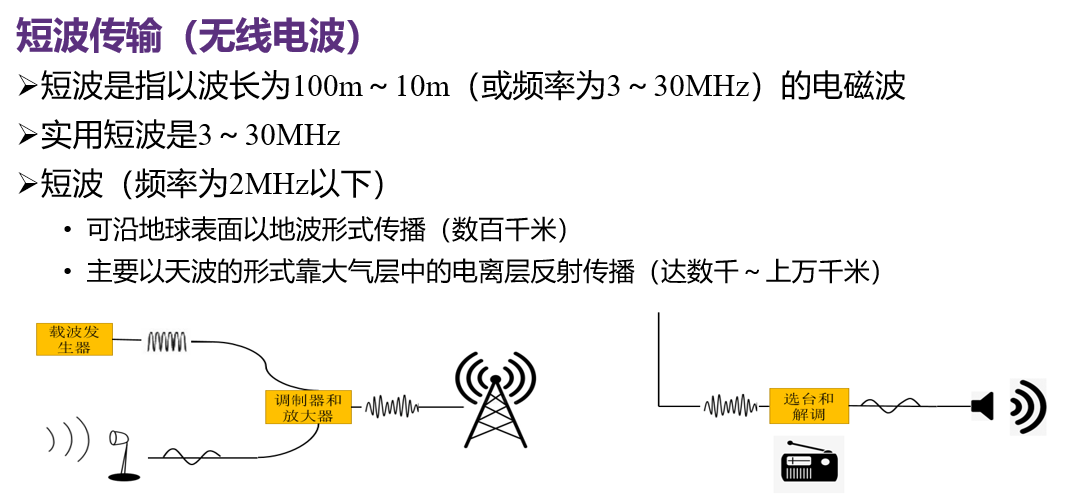 短波传输（无线电波）
➢短波是指以波长为100m～10m（或频率为3～30MHz）的电磁波
➢实用短波是3～30MHz
➢短波（频率为2MHz以下）
• 可沿地球表面以地波形式传播（数百千米）
• 主要以天波的形式靠大气层中的电离层反射传播（达数千～上万千米）
载波发
生器
调制器和
放大器
选台和
解调